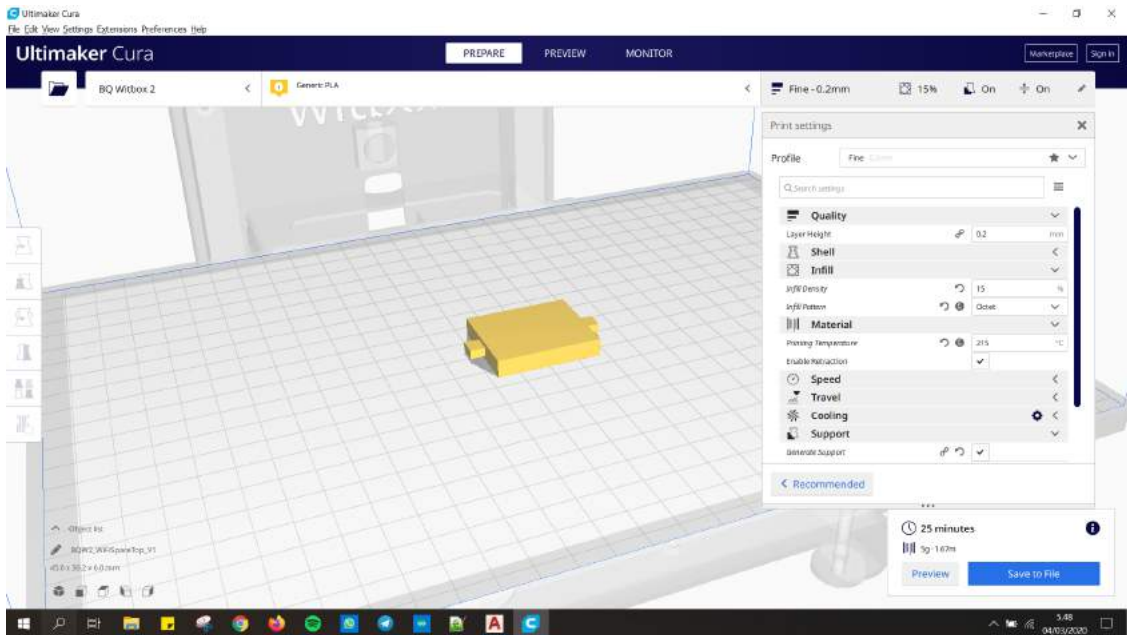 Ultimaker Cura
File Edit View Settings Extensions Preferences Help
Ultimaker Cura
PREPARE PREVIEW MONITOR
Marketplace Sign in
BQ Witbox 2
Generic PLA
Fine - 0.2mm 15% On On
Print settings
Profile Fine 0.2mm
Search settings
Quality
Layer Height 0.2 mm
Shell
Infill
Infill Density 15 %
Infill Pattern Octet
Material
Printing Temperature 215 °C
Enable Retraction
Speed
Travel
Cooling
Support
Generate Support
Recommended
Object list
25 minutes
5g · 1.67m
Preview Save to File
5.48
04/03/2020